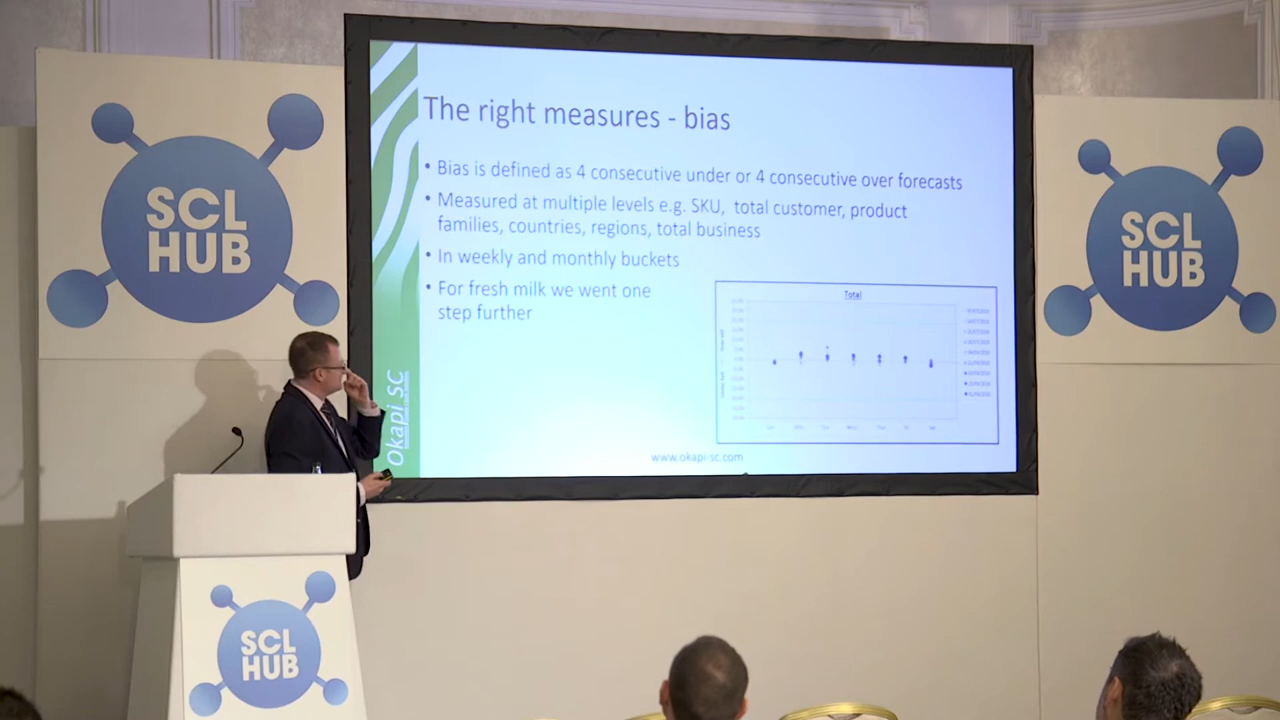 SCL
HUB
The right measures - bias
• Bias is defined as 4 consecutive under or 4 consecutive over forecasts
• Measured at multiple levels e.g. SKU, total customer, product
families, countries, regions, total business
• In weekly and monthly buckets
• For fresh milk we went one
step further
Total
Okapi SC
www.okapi-sc.com
SCL
HUB
SCL
HUB